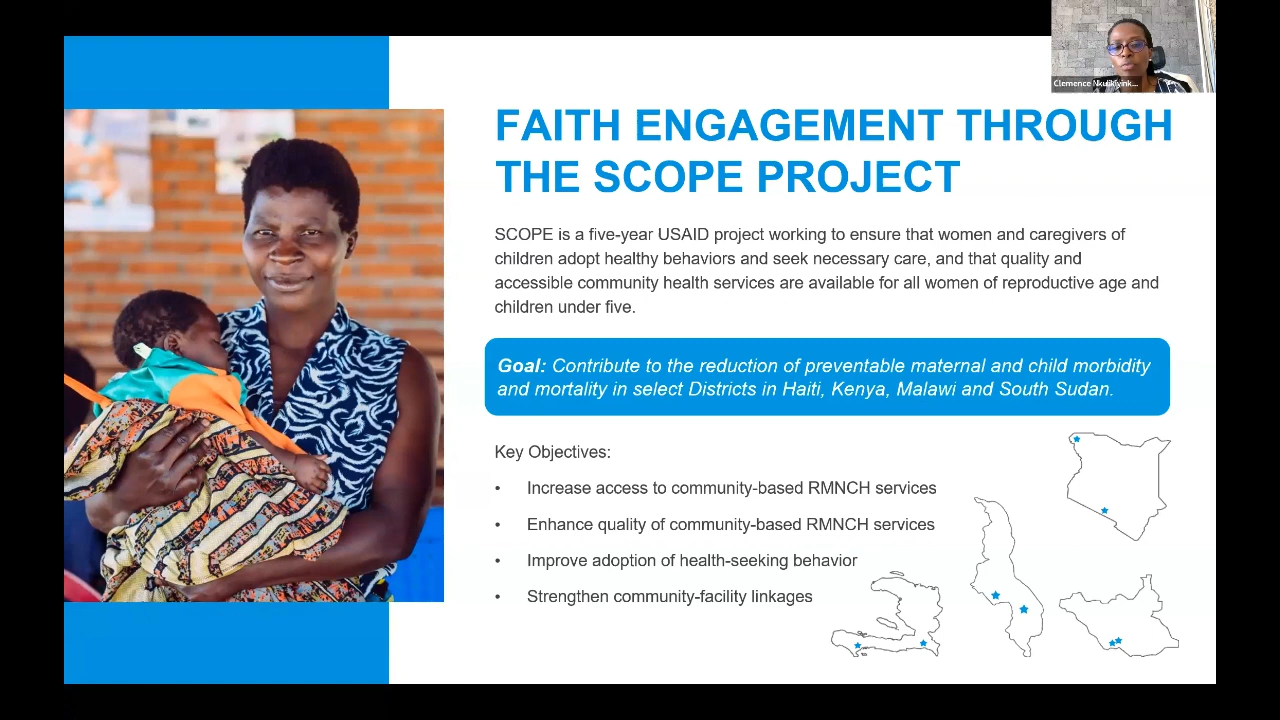 Clemence Nkulikiyink...
FAITH ENGAGEMENT THROUGH
THE SCOPE PROJECT
SCOPE is a five-year USAID project working to ensure that women and caregivers of
children adopt healthy behaviors and seek necessary care, and that quality and
accessible community health services are available for all women of reproductive age and
children under five.
Goal: Contribute to the reduction of preventable maternal and child morbidity
and mortality in select Districts in Haiti, Kenya, Malawi and South Sudan.
Key Objectives:
• Increase access to community-based RMNCH services
• Enhance quality of community-based RMNCH services
• Improve adoption of health-seeking behavior
• Strengthen community-facility linkages